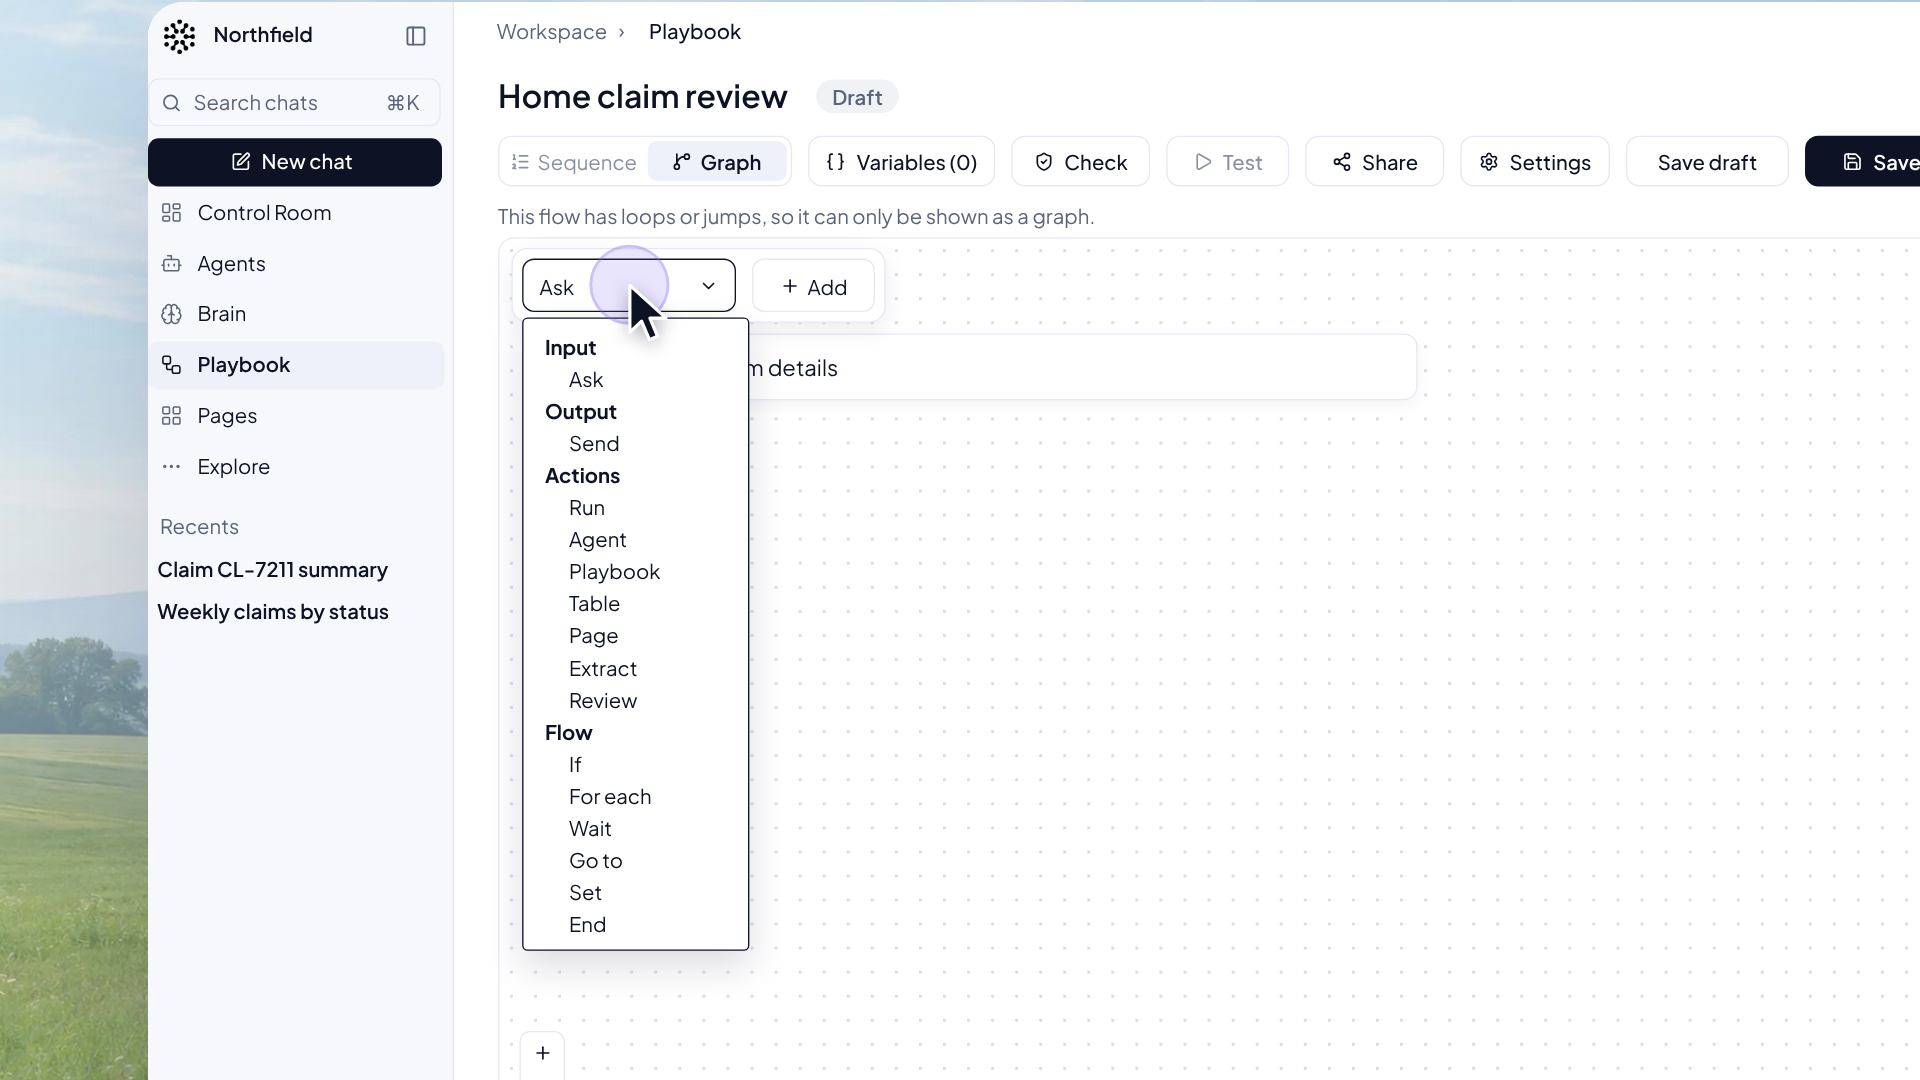 Northfield
Search chats ⌘K
New chat
Control Room
Agents
Brain
Playbook
Pages
Explore
Recents
Claim CL-7211 summary
Weekly claims by status
Workspace › Playbook
Home claim review Draft
Sequence Graph Variables (0) Check Test Share Settings Save draft Save
This flow has loops or jumps, so it can only be shown as a graph.
Ask + Add
details
Input
Ask
Output
Send
Actions
Run
Agent
Playbook
Table
Page
Extract
Review
Flow
If
For each
Wait
Go to
Set
End
+